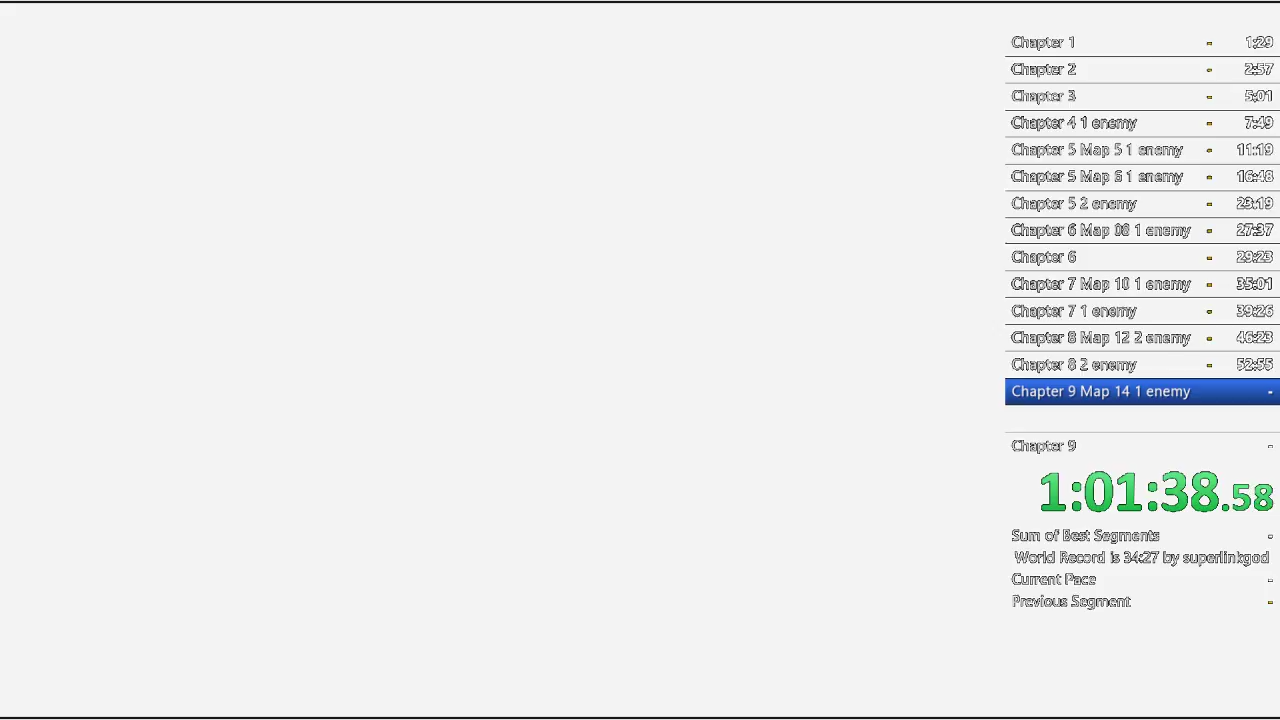 Chapter 1 - 1:29
Chapter 2 - 2:57
Chapter 3 - 5:01
Chapter 4 1 enemy - 7:49
Chapter 5 Map 5 1 enemy - 11:19
Chapter 5 Map 6 1 enemy - 16:48
Chapter 5 2 enemy - 23:19
Chapter 6 Map 08 1 enemy - 27:37
Chapter 6 - 29:23
Chapter 7 Map 10 1 enemy - 35:01
Chapter 7 1 enemy - 39:26
Chapter 8 Map 12 2 enemy - 46:23
Chapter 8 2 enemy - 52:55
Chapter 9 Map 14 1 enemy -
Chapter 9 -
1:01:38.58
Sum of Best Segments -
World Record is 34:27 by superlinkgod
Current Pace -
Previous Segment -